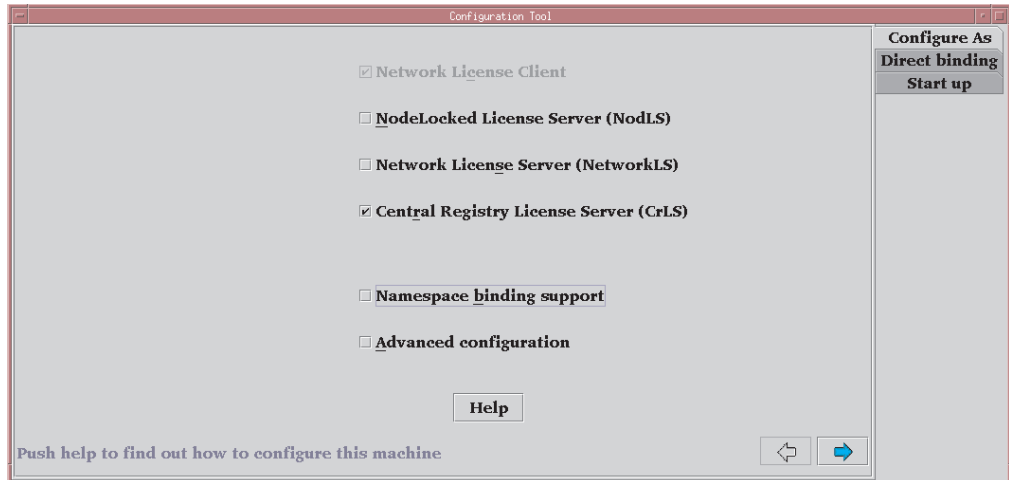 Configuration Tool
Configure As
Direct binding
Start up
Network License Client
NodeLocked License Server (NodLS)
Network License Server (NetworkLS)
Central Registry License Server (CrLS)
Namespace binding support
Advanced configuration
Help
Push help to find out how to configure this machine